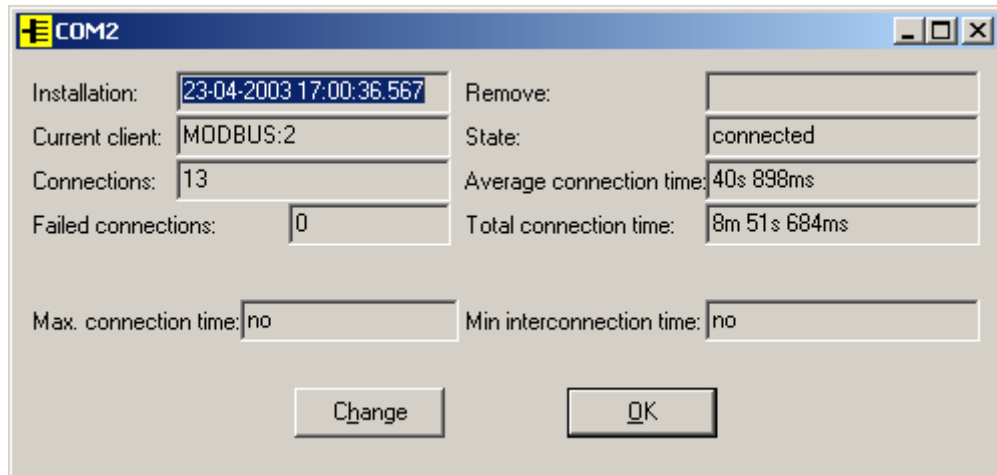 COM2
Installation: 23-04-2003 17:00:36.567 Remove:
Current client: MODBUS:2 State: connected
Connections: 13 Average connection time: 40s 898ms
Failed connections: 0 Total connection time: 8m 51s 684ms
Max. connection time: no Min interconnection time: no
Change OK